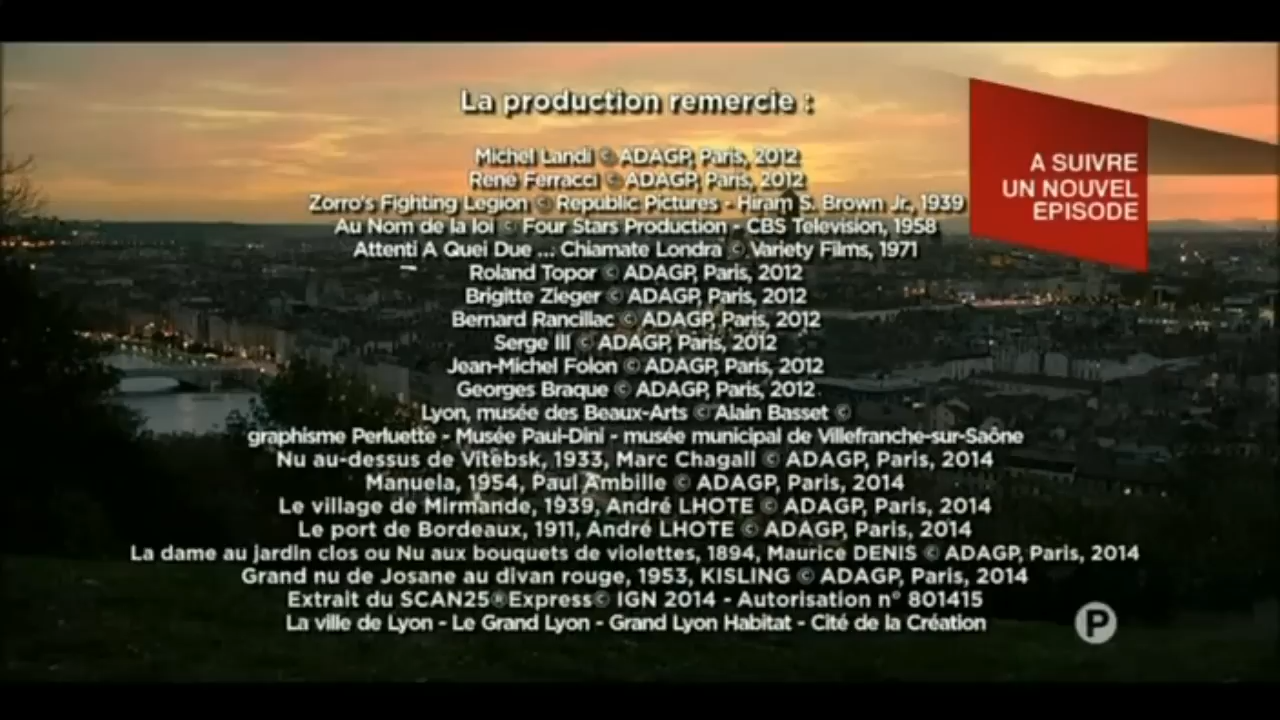 La production remercie :
Michel Landi © ADAGP, Paris, 2012
René Ferracci © ADAGP, Paris, 2012
Zorro's Fighting Legion © Republic Pictures - Hiram S. Brown Jr., 1939
Au Nom de la loi © Four Stars Production - CBS Television, 1958
Attenti A Quei Due ... Chiamate Londra © Variety Films, 1971
Roland Topor © ADAGP, Paris, 2012
Brigitte Zieger © ADAGP, Paris, 2012
Bernard Rancillac © ADAGP, Paris, 2012
Serge III © ADAGP, Paris, 2012
Jean-Michel Folon © ADAGP, Paris, 2012
Georges Braque © ADAGP, Paris, 2012
Lyon, musée des Beaux-Arts © Alain Basset ©
graphisme Perluette - Musée Paul-Dini - musée municipal de Villefranche-sur-Saône
Nu au-dessus de Vitebsk, 1933, Marc Chagall © ADAGP, Paris, 2014
Manuela, 1954, Paul Ambille © ADAGP, Paris, 2014
Le village de Mirmande, 1939, André LHOTE © ADAGP, Paris, 2014
Le port de Bordeaux, 1911, André LHOTE © ADAGP, Paris, 2014
La dame au jardin clos ou Nu aux bouquets de violettes, 1894, Maurice DENIS © ADAGP, Paris, 2014
Grand nu de Josane au divan rouge, 1953, KISLING © ADAGP, Paris, 2014
Extrait du SCAN25®Express© IGN 2014 - Autorisation n° 801415
La ville de Lyon - Le Grand Lyon - Grand Lyon Habitat - Cité de la Création
A SUIVRE
UN NOUVEL
EPISODE
P